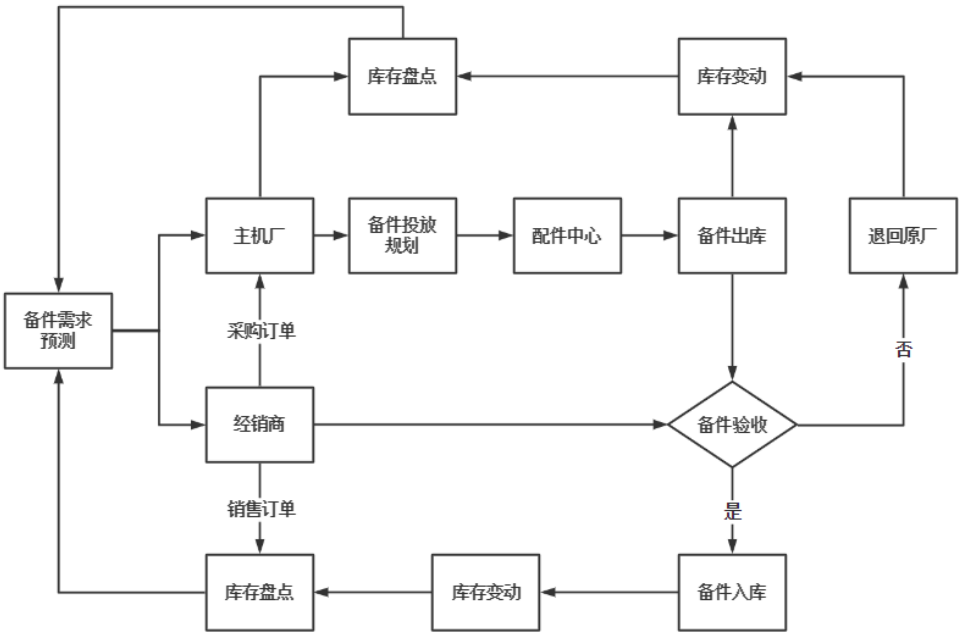 库存盘点
库存变动
主机厂
备件投放
规划
配件中心
备件出库
退回原厂
备件需求
预测
采购订单
否
经销商
备件验收
销售订单
是
库存盘点
库存变动
备件入库